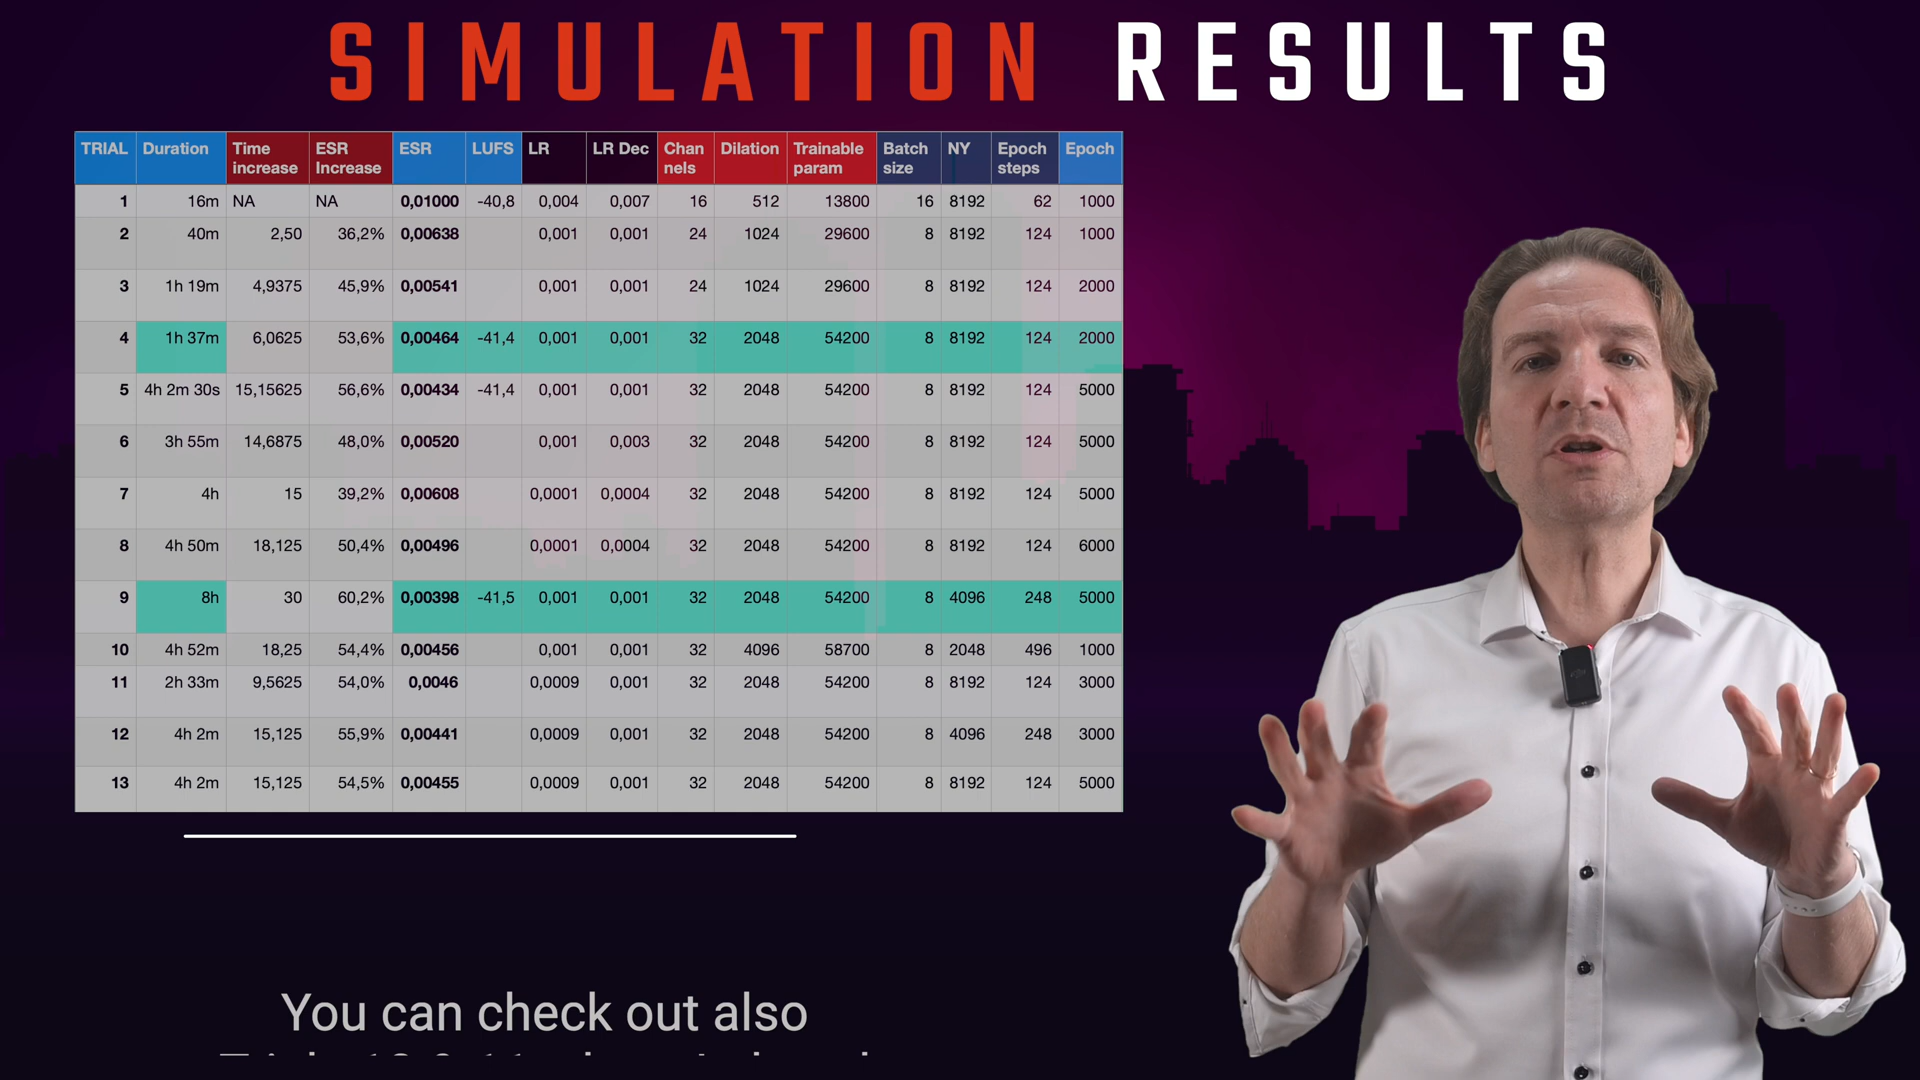 SIMULATION RESULTS
TRIAL Duration Time increase ESR Increase ESR LUFS LR LR Dec Chan nels Dilation Trainable param Batch size NY Epoch steps Epoch
1 16m NA NA 0,01000 -40,8 0,004 0,007 16 512 13800 16 8192 62 1000
2 40m 2,50 36,2% 0,00638 0,001 0,001 24 1024 29600 8 8192 124 1000
3 1h 19m 4,9375 45,9% 0,00541 0,001 0,001 24 1024 29600 8 8192 124 2000
4 1h 37m 6,0625 53,6% 0,00464 -41,4 0,001 0,001 32 2048 54200 8 8192 124 2000
5 4h 2m 30s 15,15625 56,6% 0,00434 -41,4 0,001 0,001 32 2048 54200 8 8192 124 5000
6 3h 55m 14,6875 48,0% 0,00520 0,001 0,003 32 2048 54200 8 8192 124 5000
7 4h 15 39,2% 0,00608 0,0001 0,0004 32 2048 54200 8 8192 124 5000
8 4h 50m 18,125 50,4% 0,00496 0,0001 0,0004 32 2048 54200 8 8192 124 6000
9 8h 30 60,2% 0,00398 -41,5 0,001 0,001 32 2048 54200 8 4096 248 5000
10 4h 52m 18,25 54,4% 0,00456 0,001 0,001 32 4096 58700 8 2048 496 1000
11 2h 33m 9,5625 54,0% 0,0046 0,0009 0,001 32 2048 54200 8 8192 124 3000
12 4h 2m 15,125 55,9% 0,00441 0,0009 0,001 32 2048 54200 8 4096 248 3000
13 4h 2m 15,125 54,5% 0,00455 0,0009 0,001 32 2048 54200 8 8192 124 5000
You can check out also